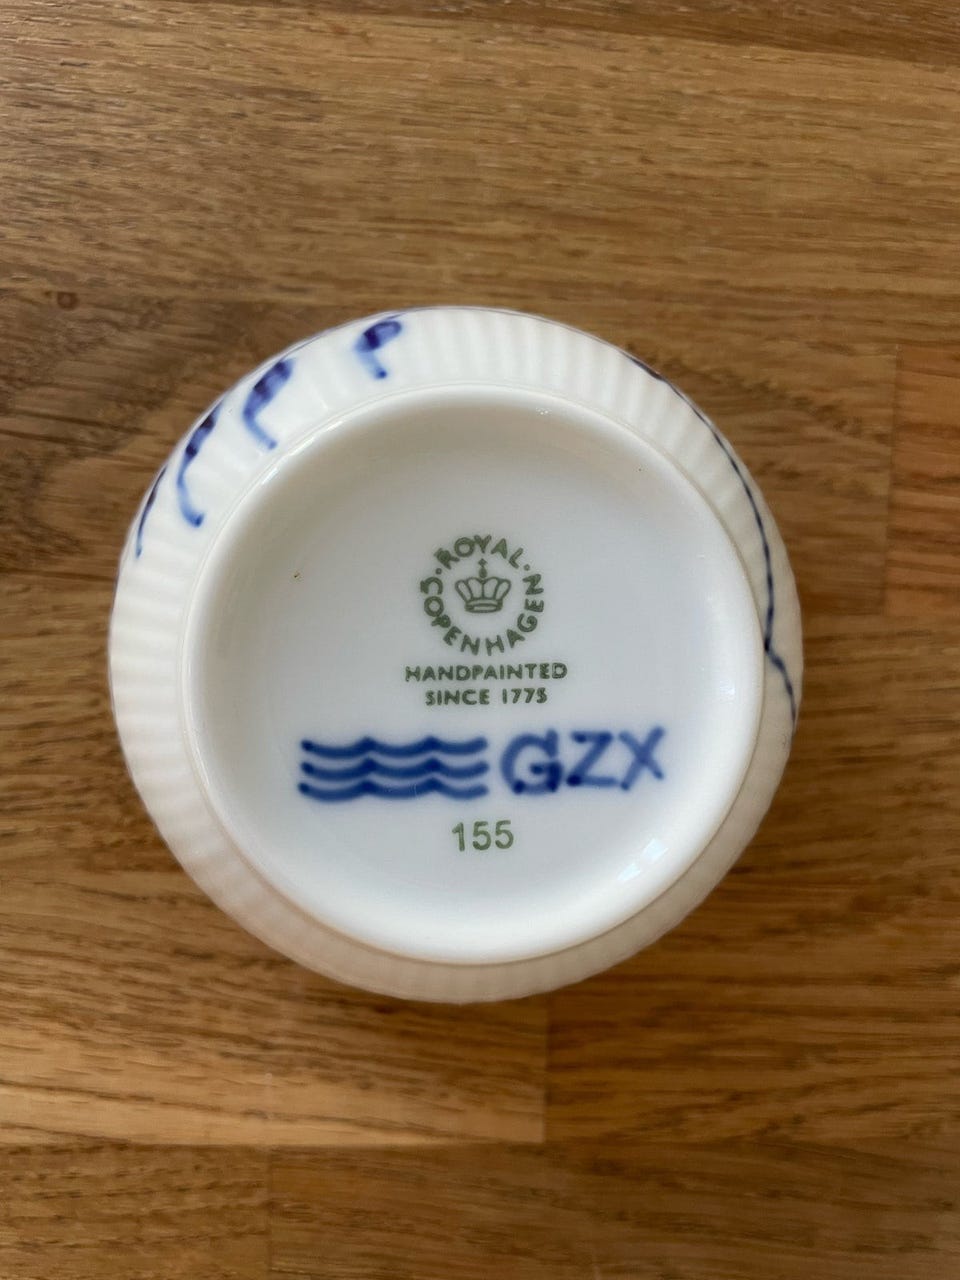 ROYAL · COPENHAGEN ·
HANDPAINTED
SINCE 1775
GZX
155